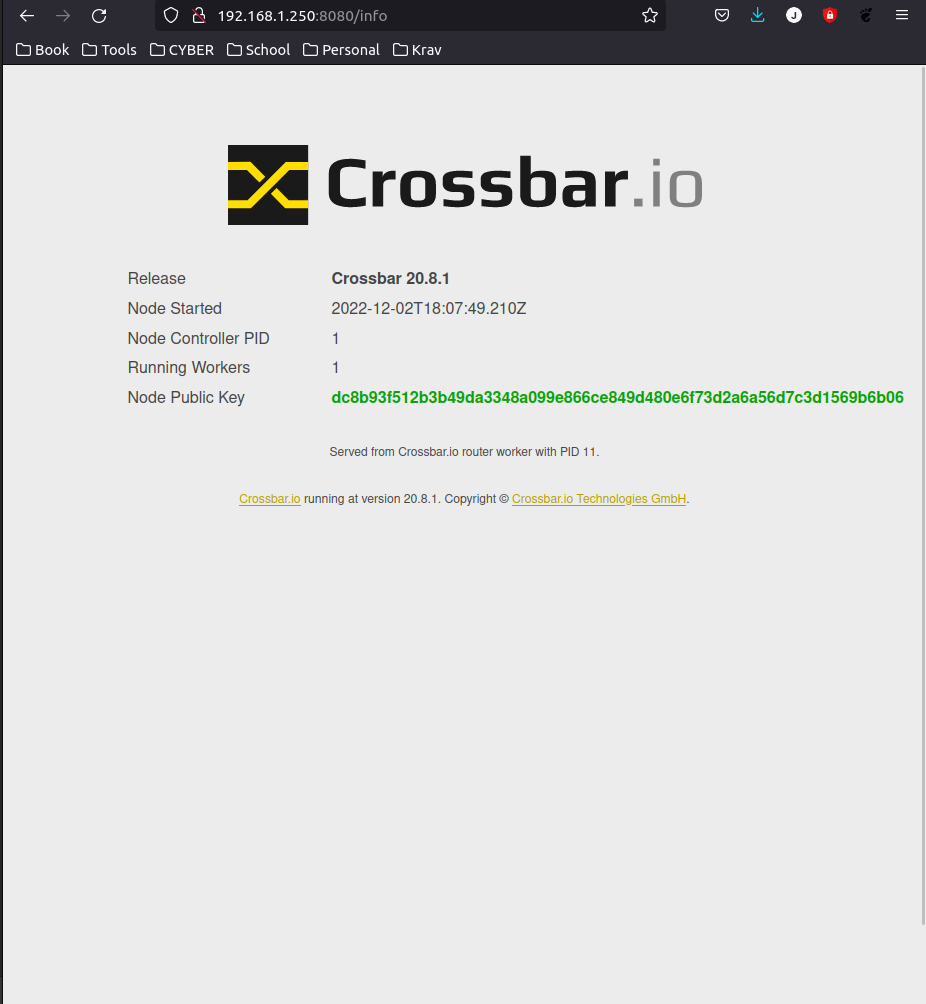 192.168.1.250:8080/info
J
Book Tools CYBER School Personal Krav
Crossbar.io
Release Crossbar 20.8.1
Node Started 2022-12-02T18:07:49.210Z
Node Controller PID 1
Running Workers 1
Node Public Key dc8b93f512b3b49da3348a099e866ce849d480e6f73d2a6a56d7c3d1569b6b06
Served from Crossbar.io router worker with PID 11.
Crossbar.io running at version 20.8.1. Copyright © Crossbar.io Technologies GmbH.